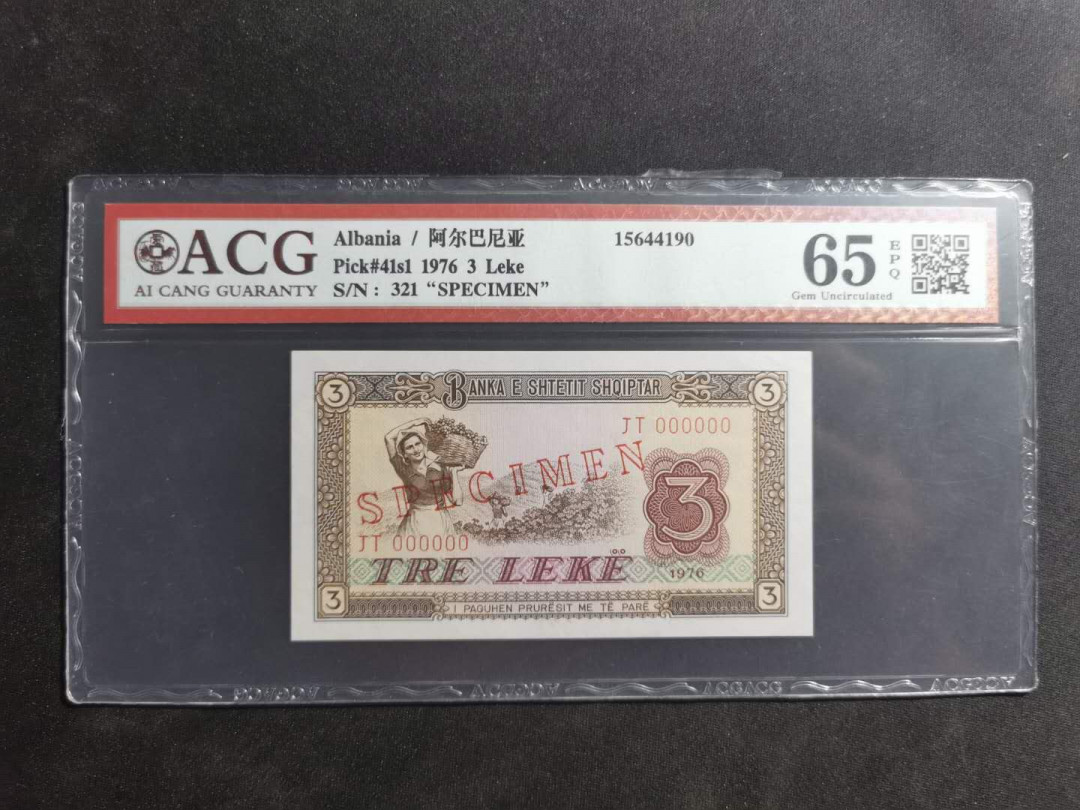 ACG
AI CANG GUARANTY
Albania / 阿尔巴尼亚
Pick#41s1 1976 3 Leke
S/N : 321 “SPECIMEN”
15644190
65
EPQ
Gem Uncirculated
3 BANKA E SHTETIT SHQIPTAR 3
JT 000000
SPECIMEN
3
JT 000000
TRE LEKË
1976
3 I PAGUHEN PRURËSIT ME TË PARË 3